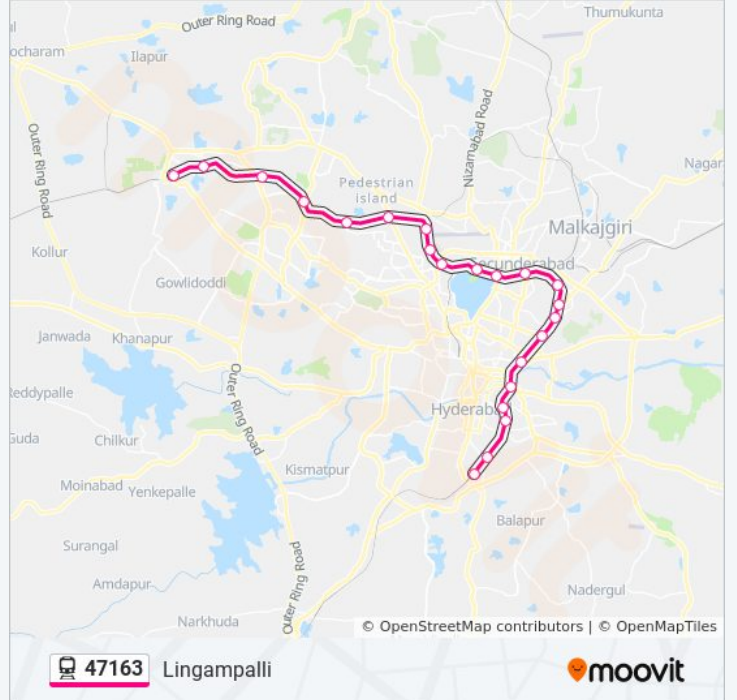 Thumukunta
Outer Ring Road
ocharam
Ilapur
Outer Ring Road
Nizamabad Road
Nagar
Pedestrian
island
Malkajgiri
Kollur
Secunderabad
Gowlidoddi
Janwada
Khanapur
Outer Ring Road
Reddypalle
Hyderabad
Guda
Chilkur
Kismatpur
Moinabad
Yenkepalle
Balapur
Surangal
Outer Ring Road
Amdapur
Nadergul
Narkhuda
© OpenStreetMap contributors | © OpenMapTiles
47163 Lingampalli
moovit